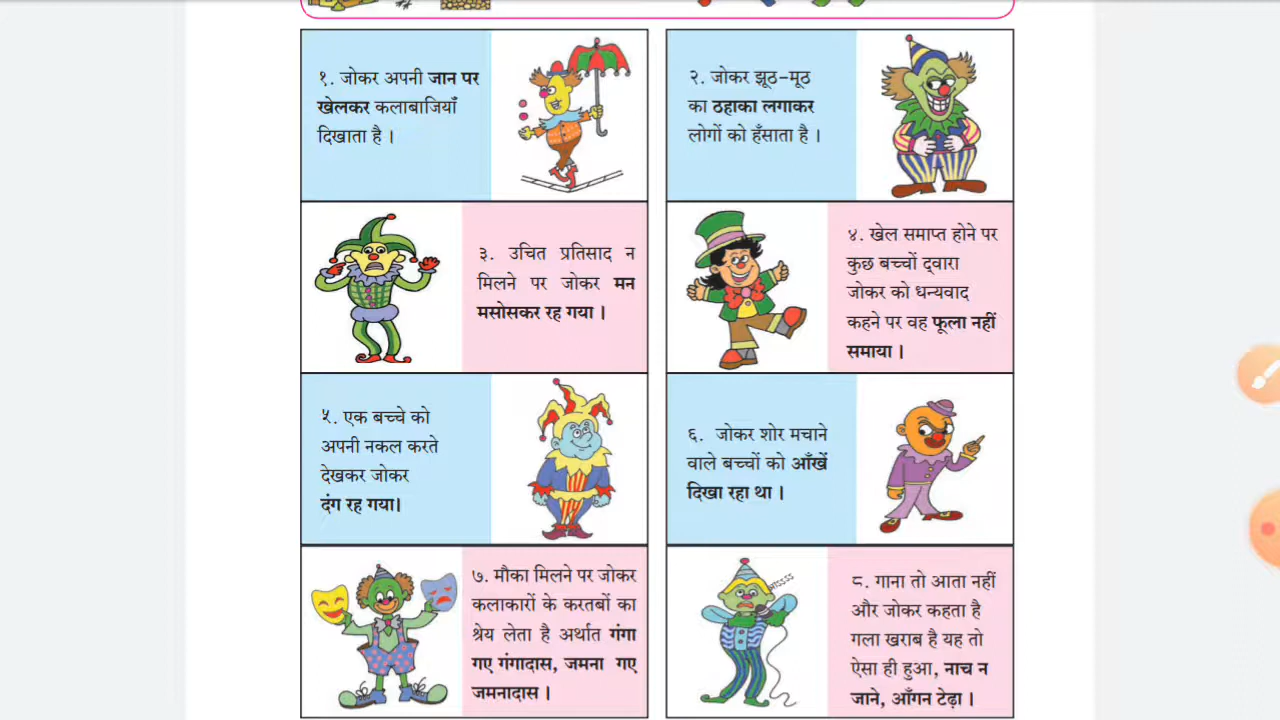 १. जोकर अपनी जान पर
खेलकर कलाबाजियाँ
दिखाता है ।
२. जोकर झूठ-मूठ
का ठहाका लगाकर
लोगों को हँसाता है ।
३. उचित प्रतिसाद न
मिलने पर जोकर मन
मसोसकर रह गया ।
४. खेल समाप्त होने पर
कुछ बच्चों द्‌वारा
जोकर को धन्यवाद
कहने पर वह फूला नहीं
समाया ।
५. एक बच्चे को
अपनी नकल करते
देखकर जोकर
दंग रह गया।
६. जोकर शोर मचाने
वाले बच्चों को आँखें
दिखा रहा था ।
७. मौका मिलने पर जोकर
कलाकारों के करतबों का
श्रेय लेता है अर्थात गंगा
गए गंगादास, जमना गए
जमनादास ।
८. गाना तो आता नहीं
और जोकर कहता है
गला खराब है यह तो
ऐसा ही हुआ, नाच न
जाने, आँगन टेढ़ा ।